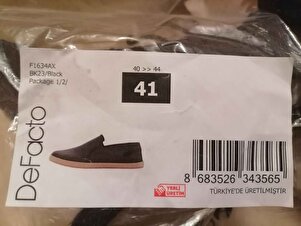 F1634AX
BK23/Black
Package 1/2/
40 >> 44
41
DeFacto
YERLİ
ÜRETİM
8 683526 343565
TÜRKİYE'DE ÜRETİLMİŞTİR